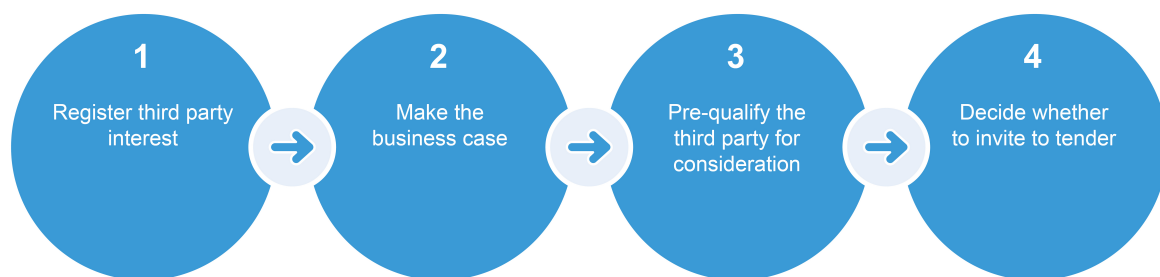 1
Register third party
interest
2
Make the
business case
3
Pre-qualify the
third party for
consideration
4
Decide whether
to invite to tender